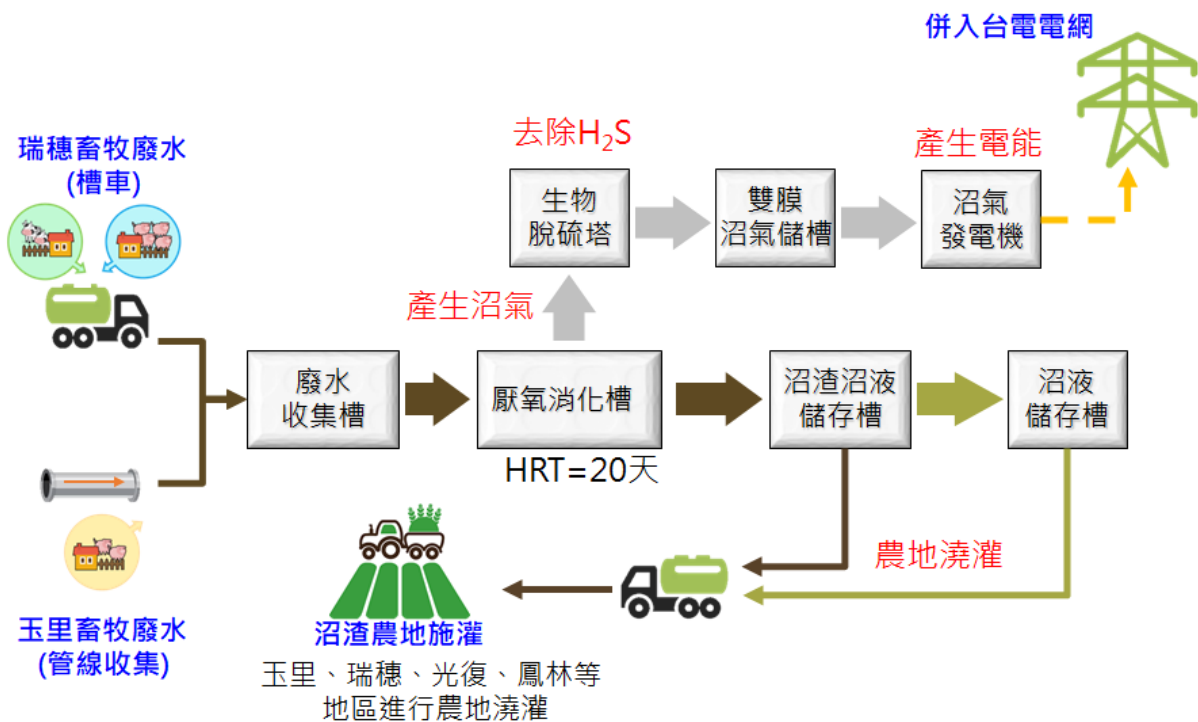 併入台電電網
去除H₂S
產生電能
瑞穗畜牧廢水
(槽車)
生物
脫硫塔
雙膜
沼氣儲槽
沼氣
發電機
產生沼氣
廢水
收集槽
厭氧消化槽
沼渣沼液
儲存槽
沼液
儲存槽
HRT=20天
農地澆灌
玉里畜牧廢水
(管線收集)
沼渣農地施灌
玉里、瑞穗、光復、鳳林等
地區進行農地澆灌